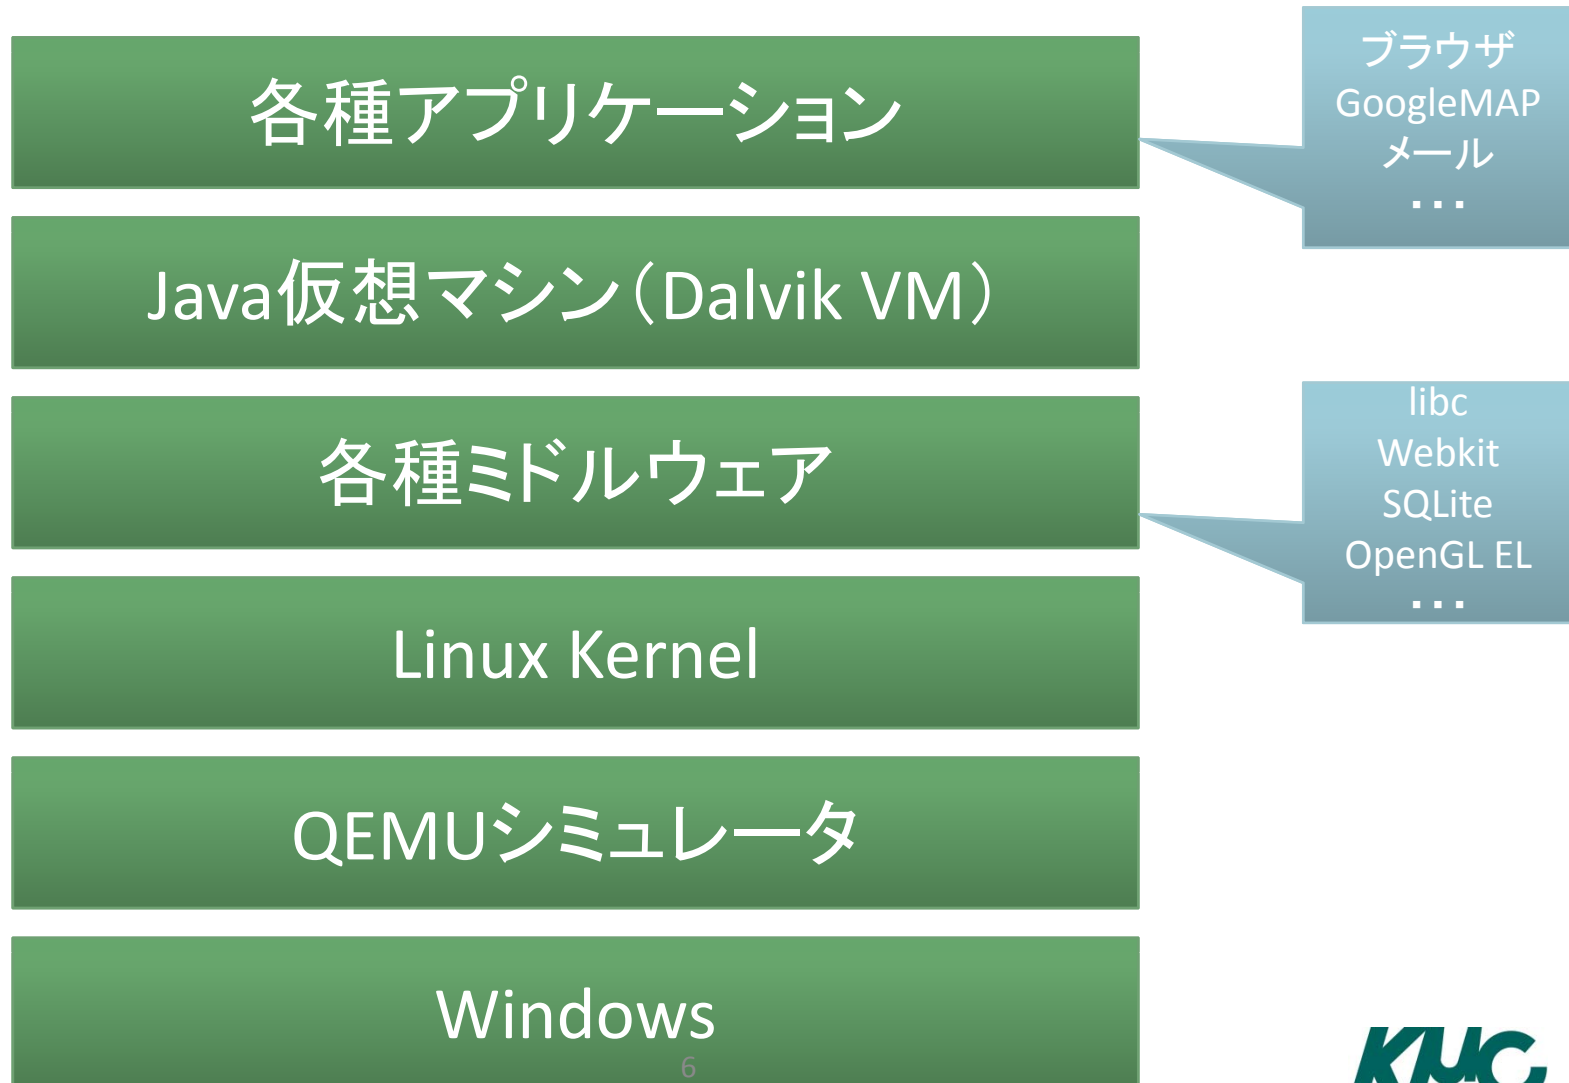 各種アプリケーション
ブラウザ
GoogleMAP
メール
・・・
Java仮想マシン（Dalvik VM）
各種ミドルウェア
libc
Webkit
SQLite
OpenGL EL
・・・
Linux Kernel
QEMUシミュレータ
Windows
6
KUG